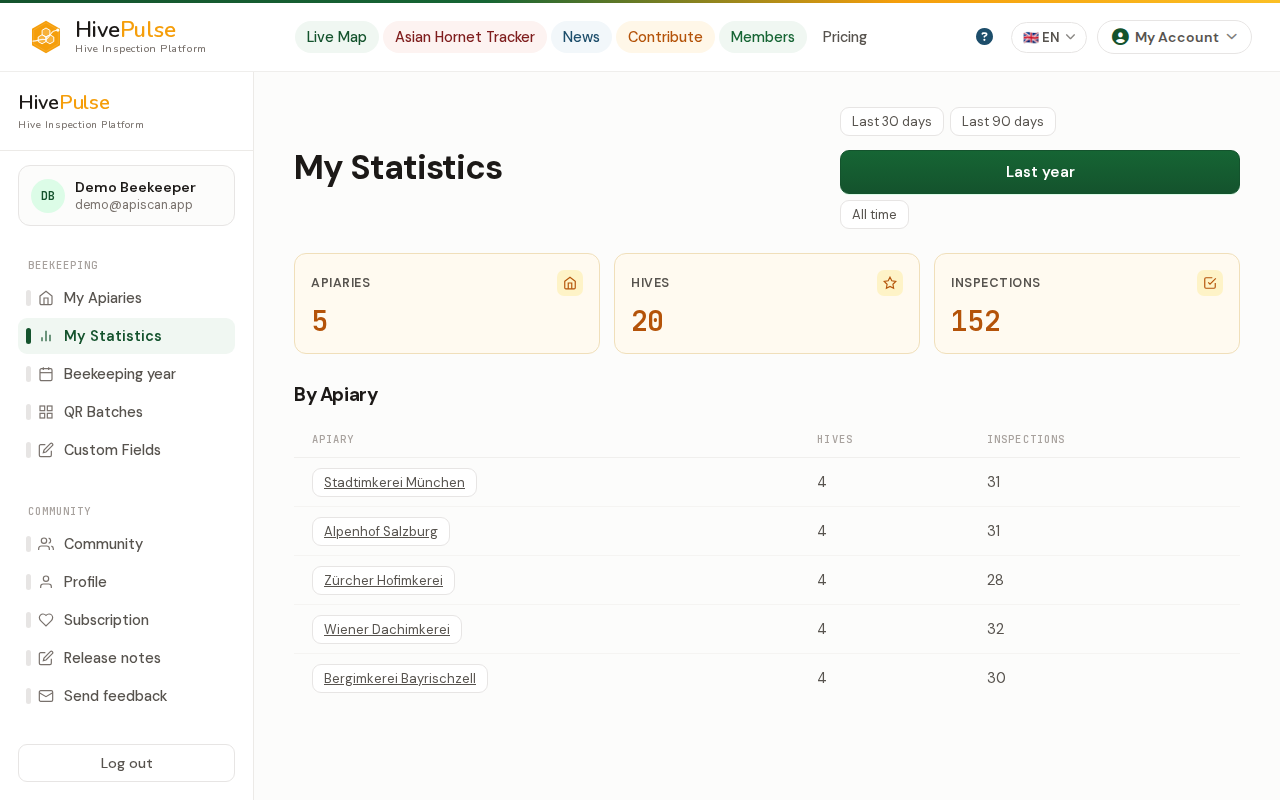 HivePulse
Hive Inspection Platform
Live Map
Asian Hornet Tracker
News
Contribute
Members
Pricing
?
EN
My Account
HivePulse
Hive Inspection Platform
DB
Demo Beekeeper
demo@apiscan.app
BEEKEEPING
My Apiaries
My Statistics
Beekeeping year
QR Batches
Custom Fields
COMMUNITY
Community
Profile
Subscription
Release notes
Send feedback
Log out
My Statistics
Last 30 days
Last 90 days
Last year
All time
APIARIES
5
HIVES
20
INSPECTIONS
152
By Apiary
APIARY HIVES INSPECTIONS
Stadtimkerei München 4 31
Alpenhof Salzburg 4 31
Zürcher Hofimkerei 4 28
Wiener Dachimkerei 4 32
Bergimkerei Bayrischzell 4 30